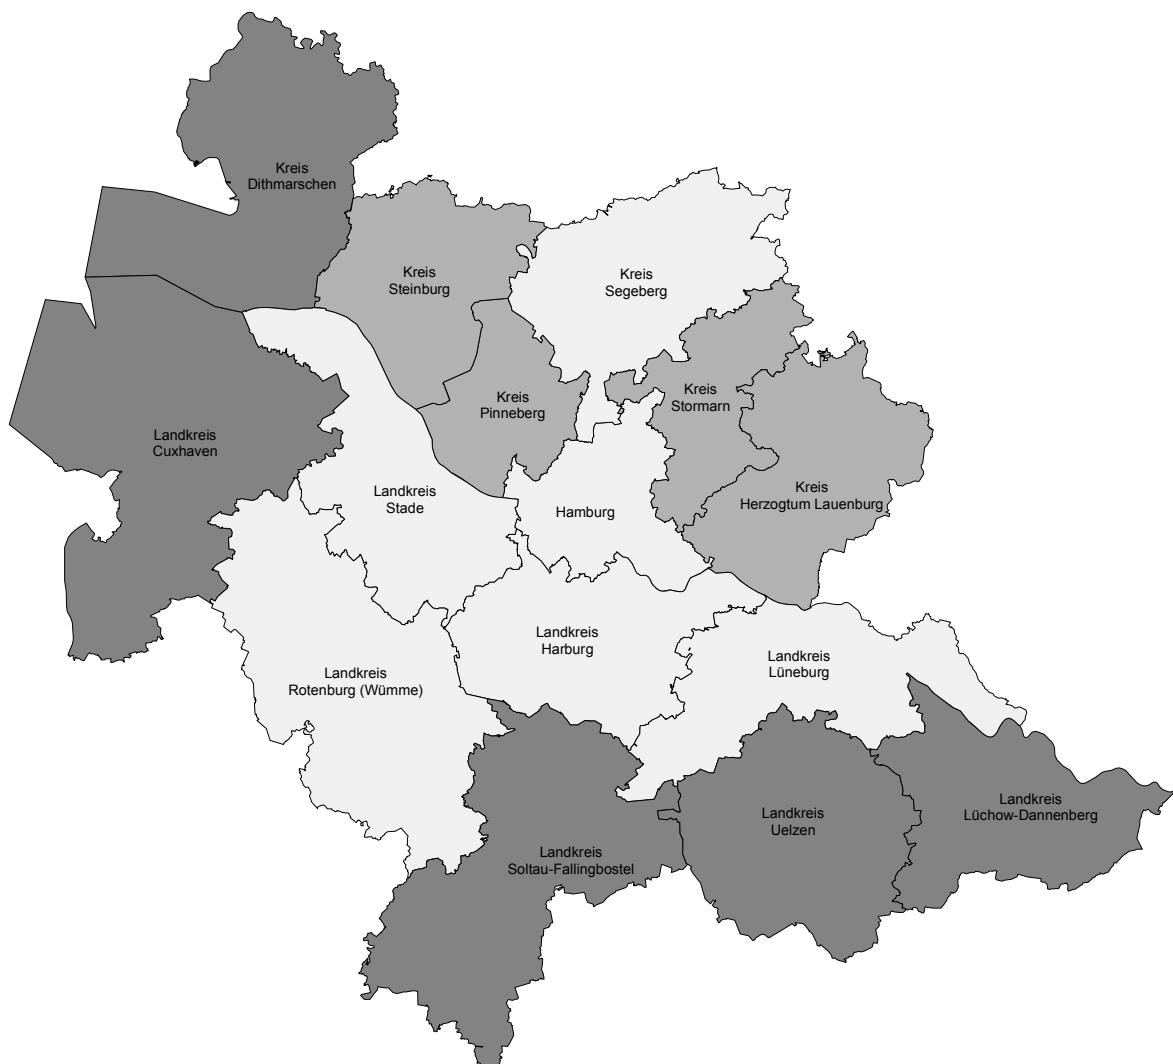 Kreis
Dithmarschen
Kreis
Steinburg
Kreis
Segeberg
Kreis
Pinneberg
Kreis
Stormarn
Landkreis
Cuxhaven
Landkreis
Stade
Hamburg
Kreis
Herzogtum Lauenburg
Landkreis
Harburg
Landkreis
Lüneburg
Landkreis
Rotenburg (Wümme)
Landkreis
Lüchow-Dannenberg
Landkreis
Uelzen
Landkreis
Soltau-Fallingbostel